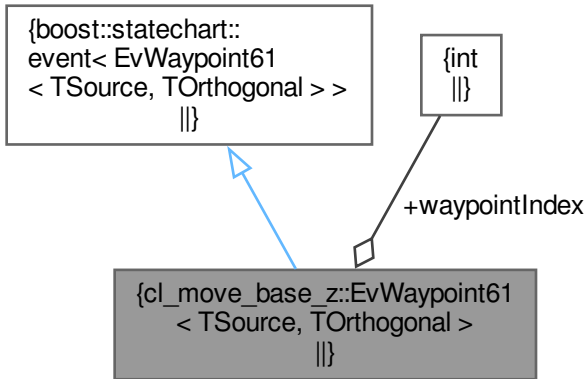 {boost::statechart::
event< EvWaypoint61
< TSource, TOrthogonal > >
||}
{int
||}
+waypointIndex
{cl_move_base_z::EvWaypoint61
< TSource, TOrthogonal >
||}